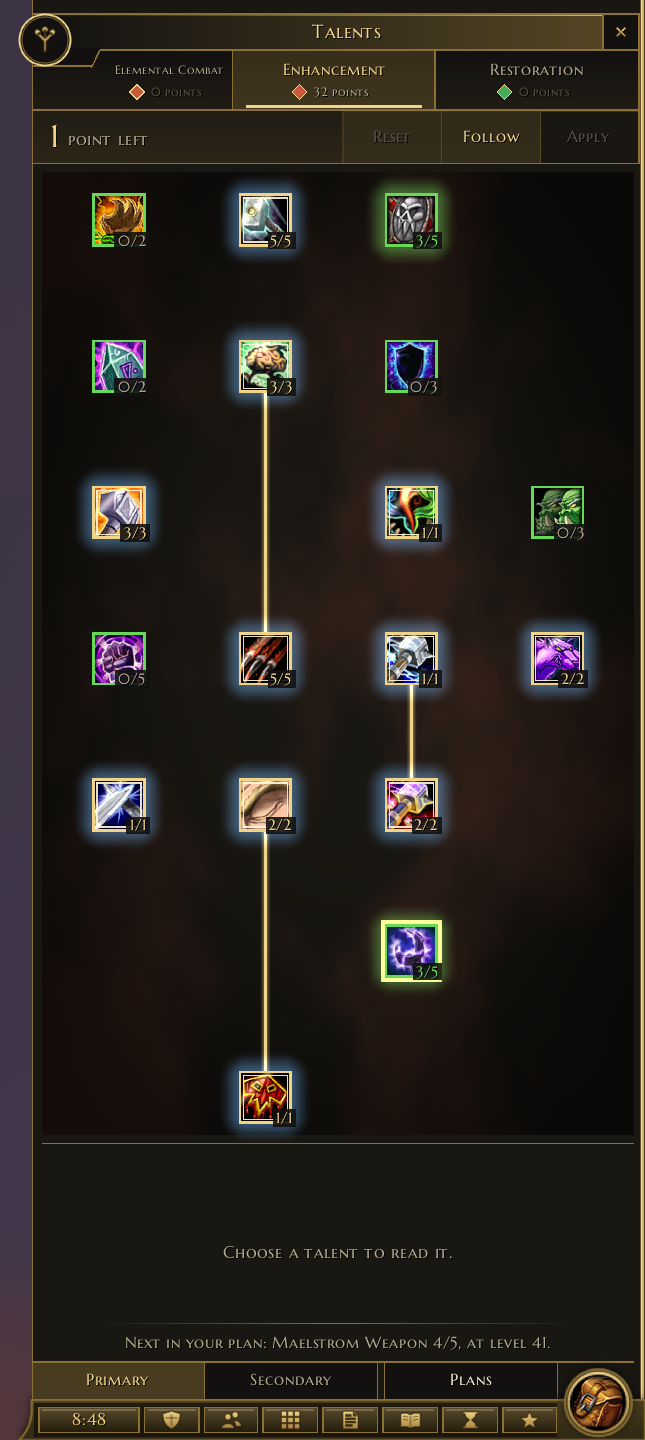 Talents
Elemental Combat
0 points
Enhancement
32 points
Restoration
0 points
1 point left
Reset
Follow
Apply
0/2
5/5
3/5
0/2
3/3
0/3
3/3
1/1
0/3
0/5
5/5
1/1
2/2
1/1
2/2
2/2
3/5
1/1
Choose a talent to read it.
Next in your plan: Maelstrom Weapon 4/5, at level 41.
Primary
Secondary
Plans
8:48